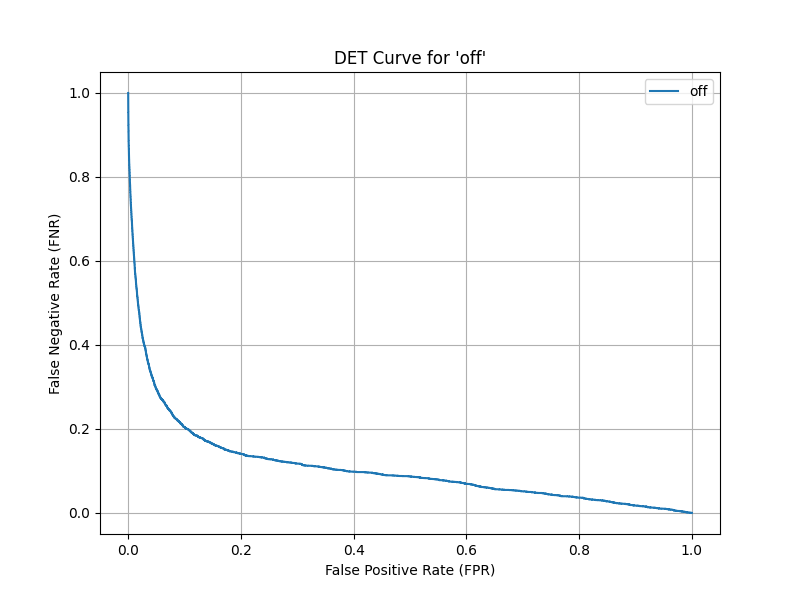 DET Curve for 'off'
off
1.0
0.8
0.6
0.4
0.2
0.0
False Negative Rate (FNR)
0.0 0.2 0.4 0.6 0.8 1.0
False Positive Rate (FPR)